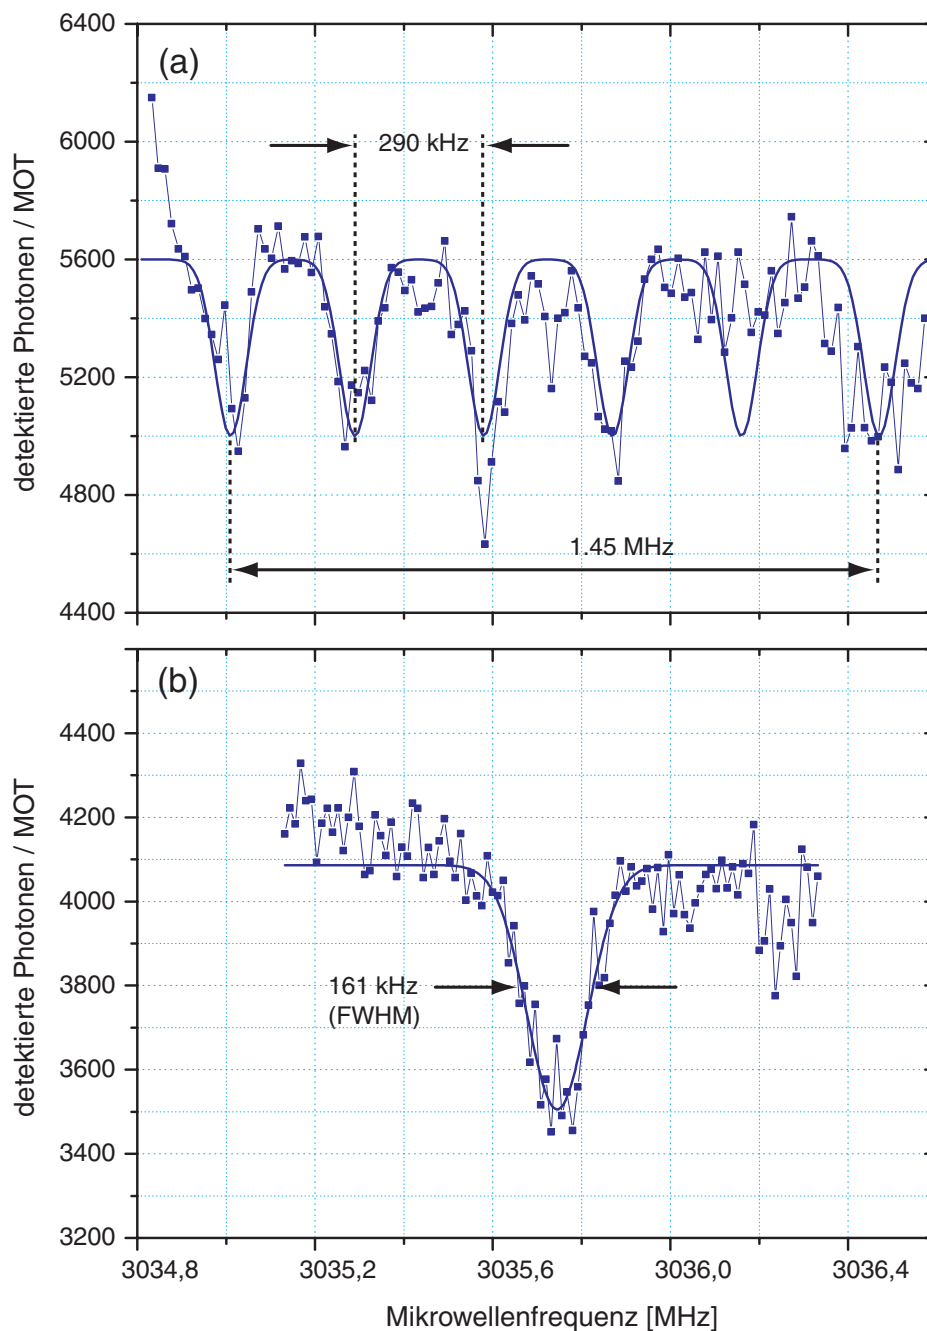 6400
(a)
6000
290 kHz
5600
5200
4800
1.45 MHz
4400
detektierte Photonen / MOT
(b)
4400
4200
4000
3800
161 kHz
(FWHM)
3600
3400
3200
detektierte Photonen / MOT
3034,8 3035,2 3035,6 3036,0 3036,4
Mikrowellenfrequenz [MHz]